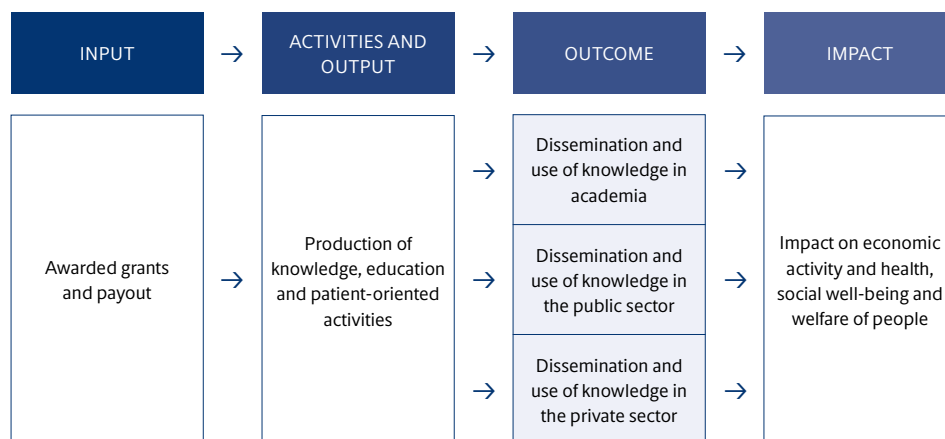 INPUT
→
ACTIVITIES AND
OUTPUT
→
OUTCOME
→
IMPACT
Awarded grants
and payout
→
Production of
knowledge, education
and patient-oriented
activities
→
Dissemination and
use of knowledge in
academia
→
→
Dissemination and
use of knowledge in
the public sector
→
→
Dissemination and
use of knowledge in
the private sector
→
Impact on economic
activity and health,
social well-being and
welfare of people